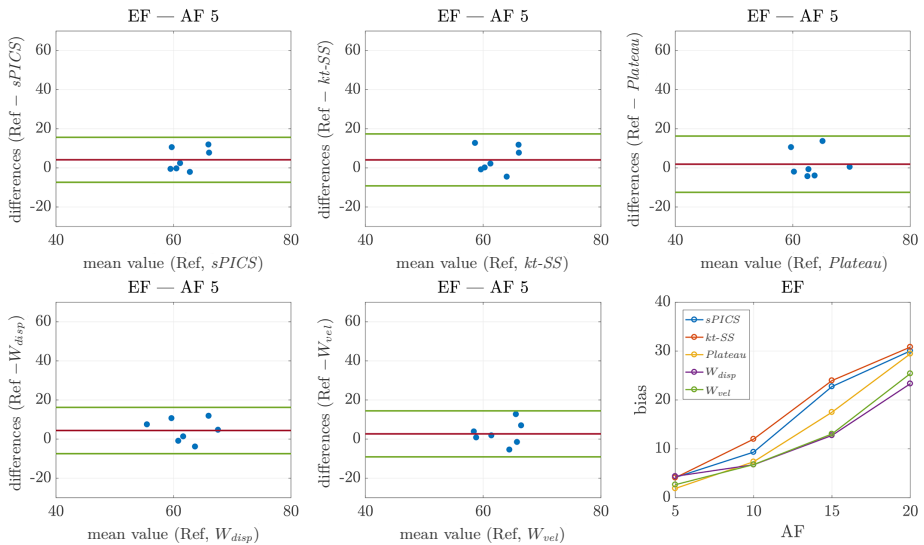 EF — AF 5
60
40
20
0
-20
40
60
80
differences (Ref − sPICS)
mean value (Ref, sPICS)
EF — AF 5
60
40
20
0
-20
40
60
80
differences (Ref − kt-SS)
mean value (Ref, kt-SS)
EF — AF 5
60
40
20
0
-20
40
60
80
differences (Ref − Plateau)
mean value (Ref, Plateau)
EF — AF 5
60
40
20
0
-20
40
60
80
differences (Ref −W_disp)
mean value (Ref, W_disp)
EF — AF 5
60
40
20
0
-20
40
60
80
differences (Ref −W_vel)
mean value (Ref, W_vel)
EF
40
30
20
10
0
5
10
15
20
bias
AF
sPICS
kt-SS
Plateau
W_disp
W_vel